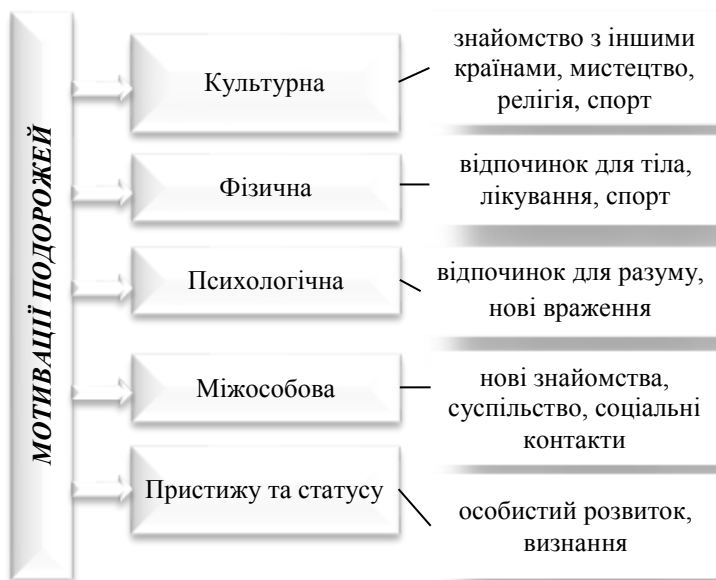 МОТИВАЦІЇ ПОДОРОЖЕЙ
Культурна
знайомство з іншими
країнами, мистецтво,
релігія, спорт
Фізична
відпочинок для тіла,
лікування, спорт
Психологічна
відпочинок для разуму,
нові враження
Міжособова
нові знайомства,
суспільство, соціальні
контакти
Пристижу та статусу
особистий розвиток,
визнання